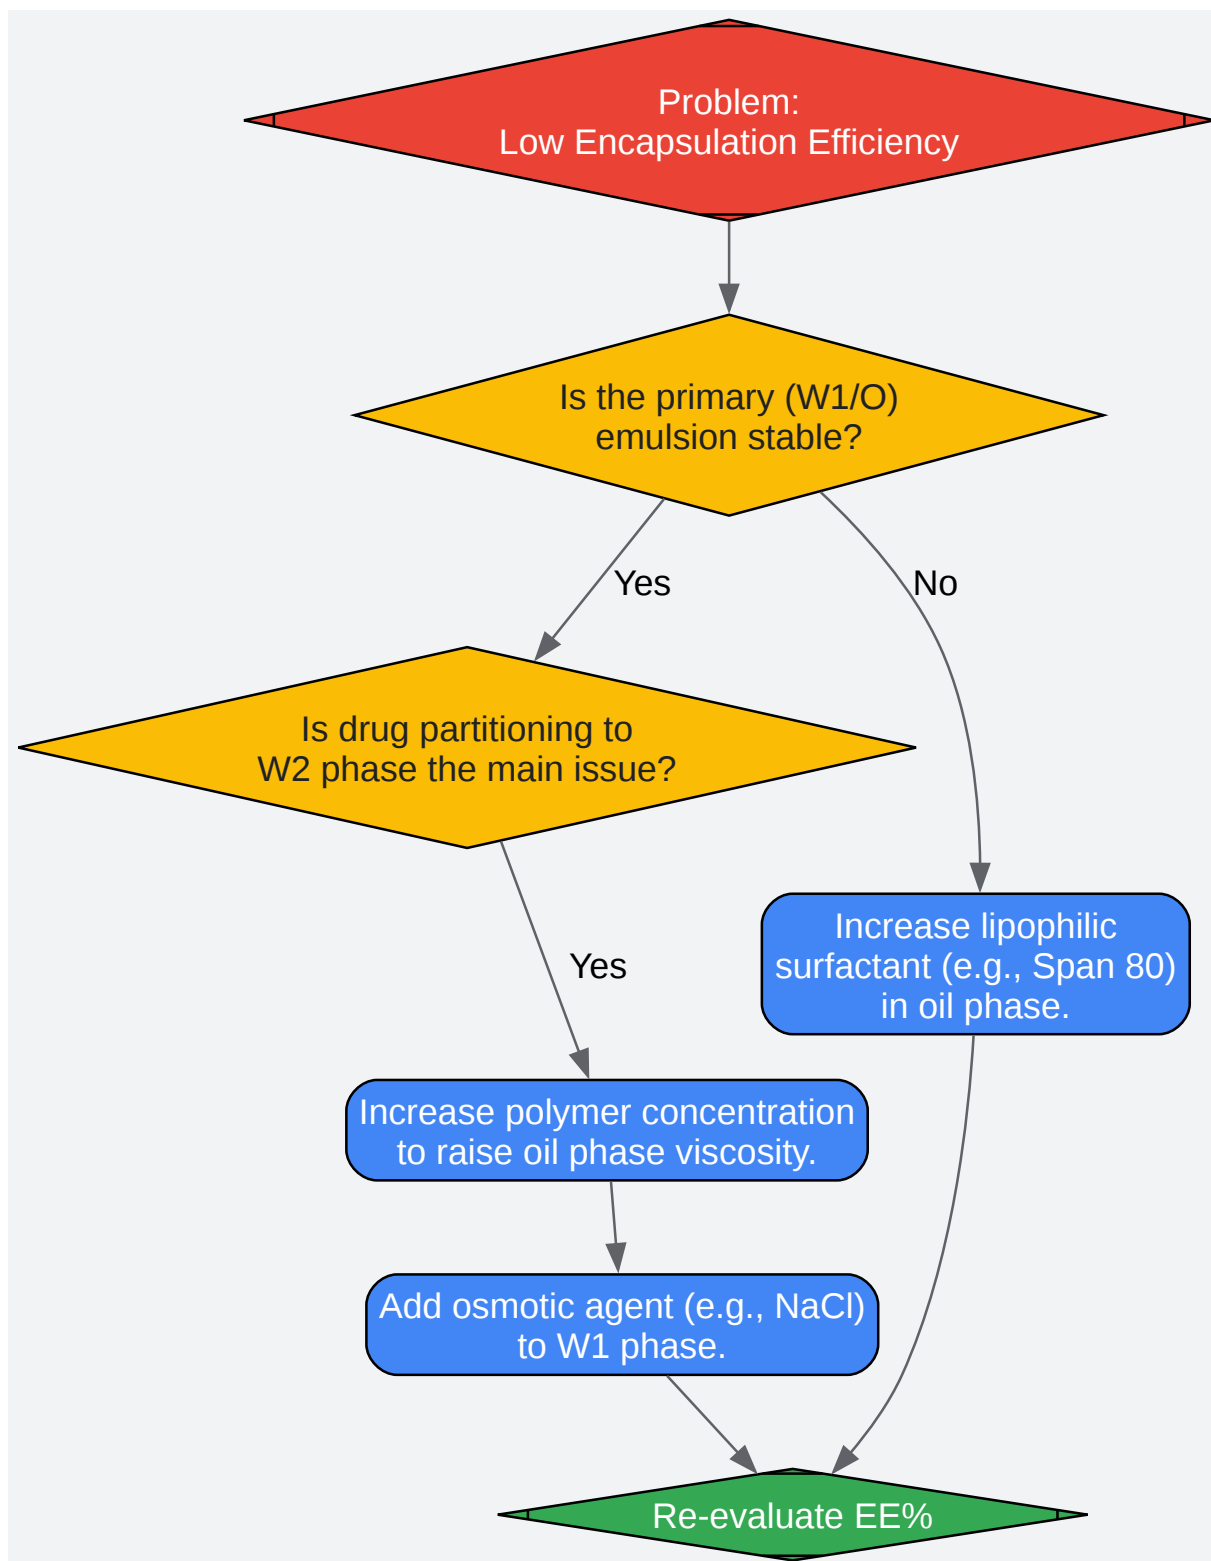 Problem:
Low Encapsulation Efficiency
Is the primary (W1/O)
emulsion stable?
Yes
No
Is drug partitioning to
W2 phase the main issue?
Increase lipophilic
surfactant (e.g., Span 80)
in oil phase.
Yes
Increase polymer concentration
to raise oil phase viscosity.
Add osmotic agent (e.g., NaCl)
to W1 phase.
Re-evaluate EE%